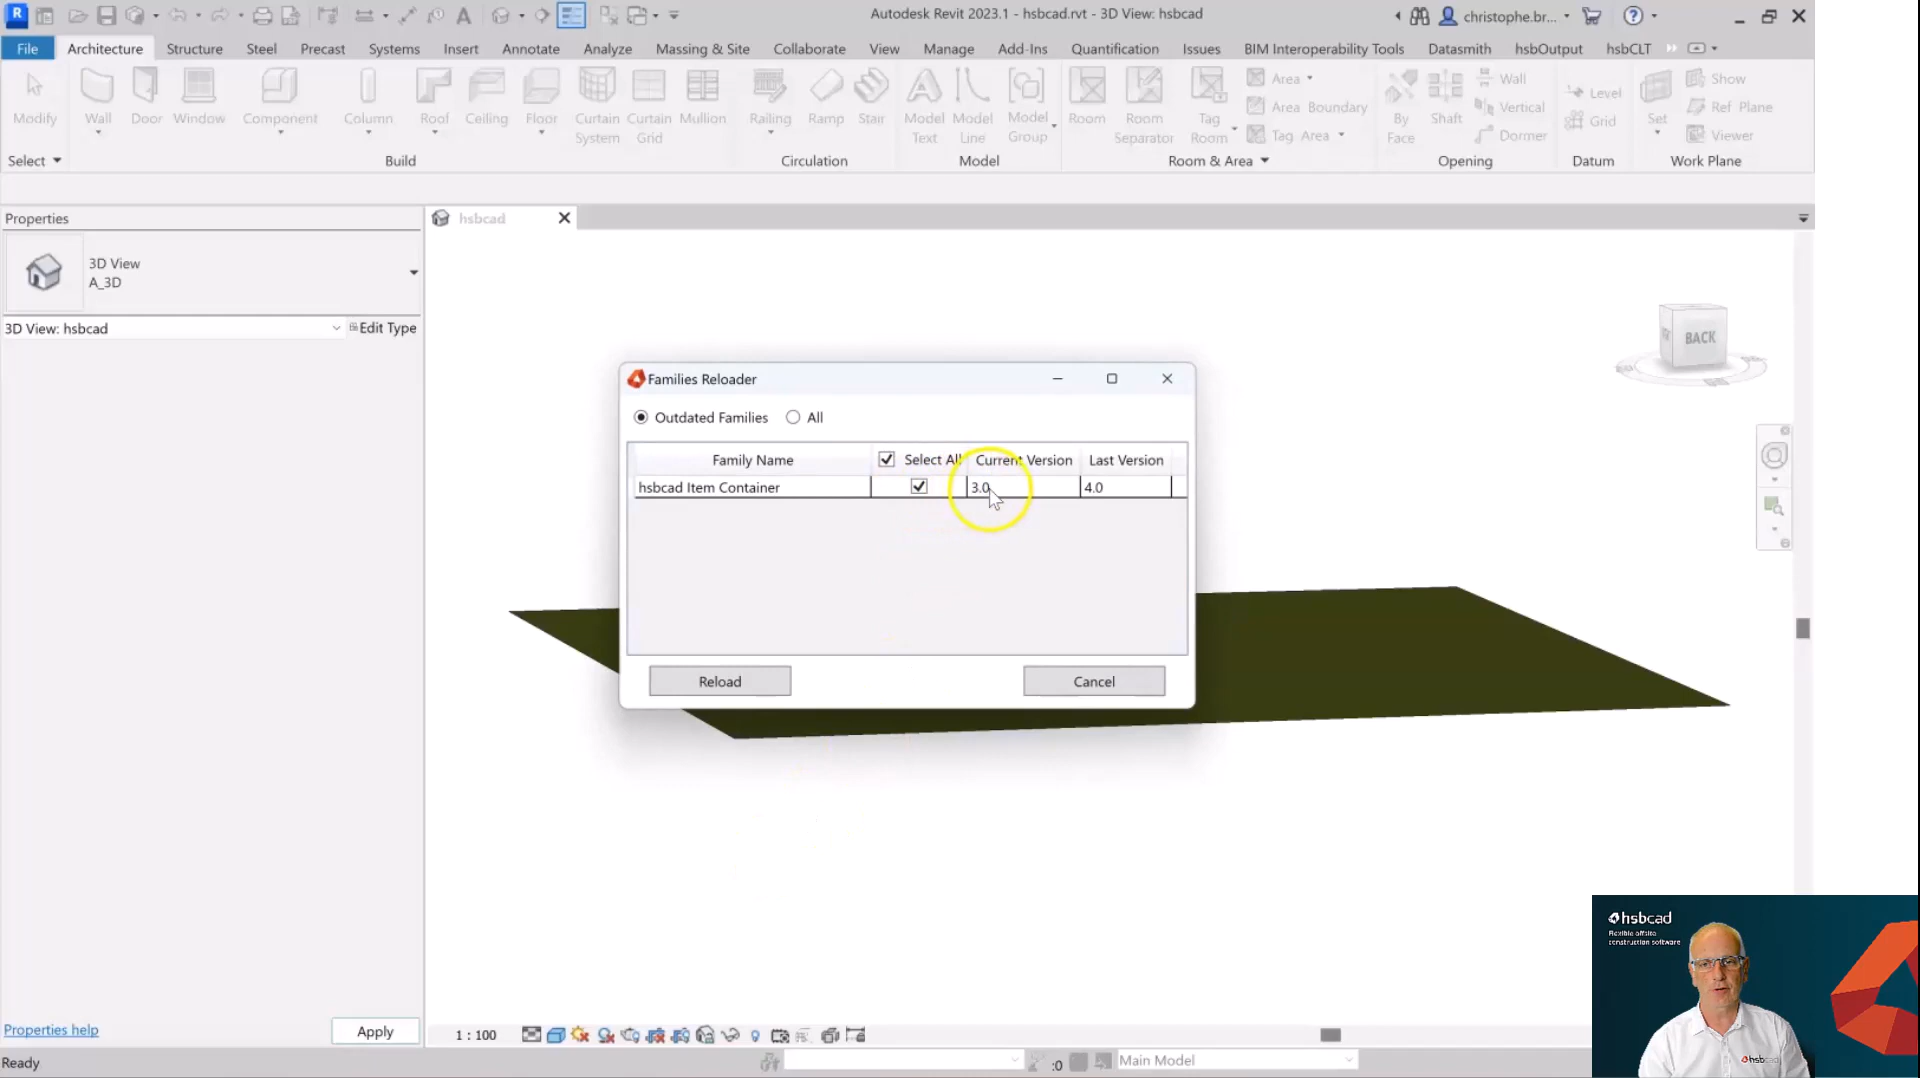 Autodesk Revit 2023.1 - hsbcad.rvt - 3D View: hsbcad
christophe.br...
File Architecture Structure Steel Precast Systems Insert Annotate Analyze Massing & Site Collaborate View Manage Add-Ins Quantification Issues BIM Interoperability Tools Datasmith hsbOutput hsbCLT
Modify
Wall
Door
Window
Component
Column
Roof
Ceiling
Floor
Curtain System
Curtain Grid
Mullion
Railing
Ramp
Stair
Model Text
Model Line
Model Group
Room
Room Separator
Tag Room
Area
Area Boundary
Tag Area
By Face
Shaft
Wall
Vertical
Dormer
Level
Grid
Set
Show
Ref Plane
Viewer
Select
Build
Circulation
Model
Room & Area
Opening
Datum
Work Plane
Properties
hsbcad
3D View
A_3D
3D View: hsbcad
Edit Type
BACK
Families Reloader
Outdated Families All
Family Name Select All Current Version Last Version
hsbcad Item Container 3.0 4.0
Reload Cancel
hsbcad
Flexible offsite
construction software
hsbcad
Properties help
Apply
1 : 100
Ready
:0
Main Model